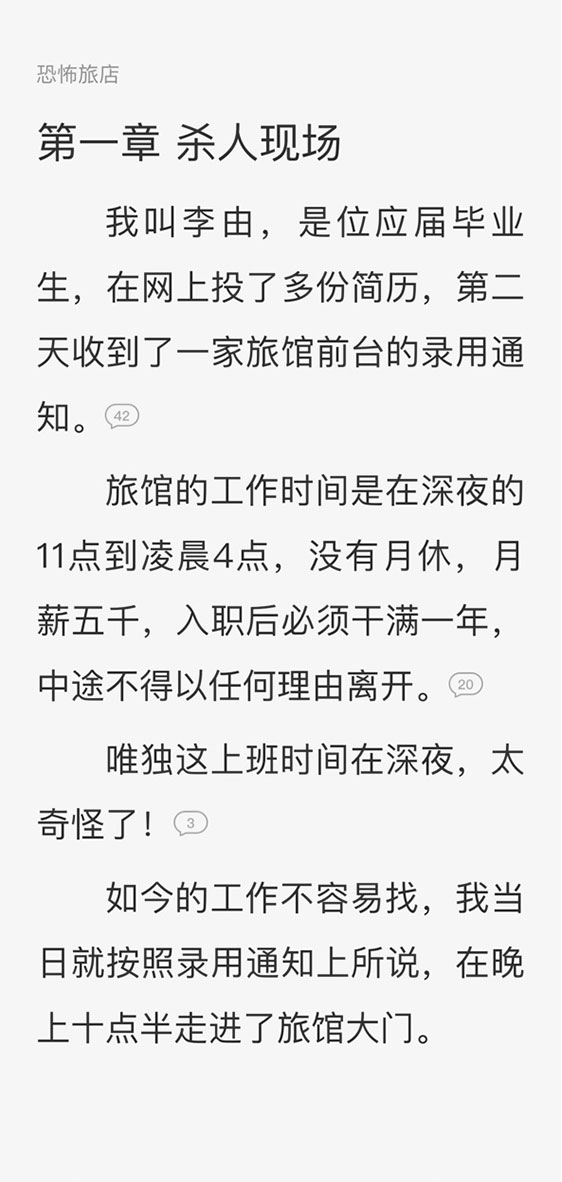 恐怖旅店
第一章 杀人现场
我叫李由，是位应届毕业
生，在网上投了多份简历，第二
天收到了一家旅馆前台的录用通
知。 42
旅馆的工作时间是在深夜的
11点到凌晨4点，没有月休，月
薪五千，入职后必须干满一年，
中途不得以任何理由离开。 20
唯独这上班时间在深夜，太
奇怪了！ 3
如今的工作不容易找，我当
日就按照录用通知上所说，在晚
上十点半走进了旅馆大门。